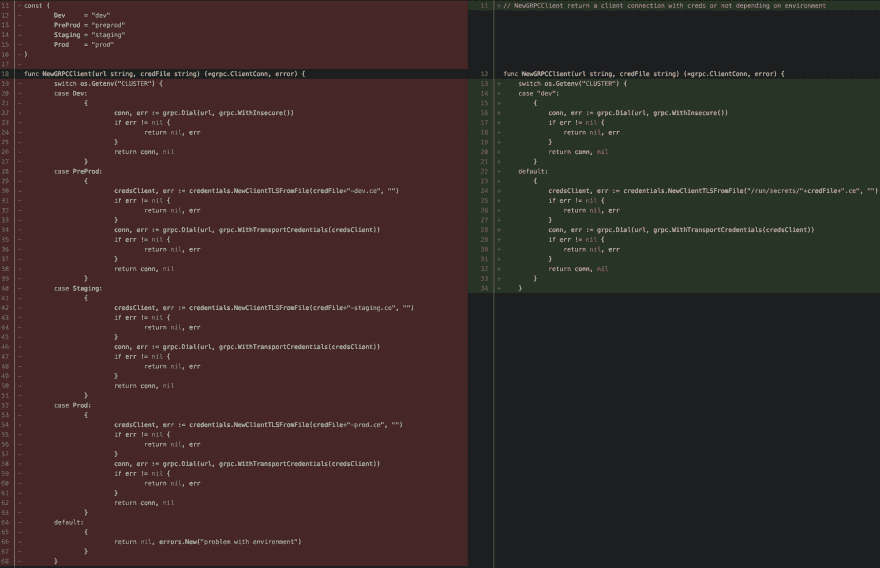 11 - const (
12 - Dev = "dev"
13 - PreProd = "preprod"
14 - Staging = "staging"
15 - Prod = "prod"
16 - )
17 -
18 func NewGRPCClient(url string, credFile string) (*grpc.ClientConn, error) {
19 - switch os.Getenv("CLUSTER") {
20 - case Dev:
21 - {
22 - conn, err := grpc.Dial(url, grpc.WithInsecure())
23 - if err != nil {
24 - return nil, err
25 - }
26 - return conn, nil
27 - }
28 - case PreProd:
29 - {
30 - credsClient, err := credentials.NewClientTLSFromFile(credFile+"-dev.ce", "")
31 - if err != nil {
32 - return nil, err
33 - }
34 - conn, err := grpc.Dial(url, grpc.WithTransportCredentials(credsClient))
35 - if err != nil {
36 - return nil, err
37 - }
38 - return conn, nil
39 - }
40 - case Staging:
41 - {
42 - credsClient, err := credentials.NewClientTLSFromFile(credFile+"-staging.ce", "")
43 - if err != nil {
44 - return nil, err
45 - }
46 - conn, err := grpc.Dial(url, grpc.WithTransportCredentials(credsClient))
47 - if err != nil {
48 - return nil, err
49 - }
50 - return conn, nil
51 - }
52 - case Prod:
53 - {
54 - credsClient, err := credentials.NewClientTLSFromFile(credFile+"-prod.ce", "")
55 - if err != nil {
56 - return nil, err
57 - }
58 - conn, err := grpc.Dial(url, grpc.WithTransportCredentials(credsClient))
59 - if err != nil {
60 - return nil, err
61 - }
62 - return conn, nil
63 - }
64 - default:
65 - {
66 - return nil, errors.New("problem with environment")
67 - }
68 - }
11 + // NewGRPCClient return a client connection with creds or not depending on environment
12 func NewGRPCClient(url string, credFile string) (*grpc.ClientConn, error) {
13 + switch os.Getenv("CLUSTER") {
14 + case "dev":
15 + {
16 + conn, err := grpc.Dial(url, grpc.WithInsecure())
17 + if err != nil {
18 + return nil, err
19 + }
20 + return conn, nil
21 + }
22 + default:
23 + {
24 + credsClient, err := credentials.NewClientTLSFromFile("/run/secrets/"+credFile+".ce", "")
25 + if err != nil {
26 + return nil, err
27 + }
28 + conn, err := grpc.Dial(url, grpc.WithTransportCredentials(credsClient))
29 + if err != nil {
30 + return nil, err
31 + }
32 + return conn, nil
33 + }
34 + }